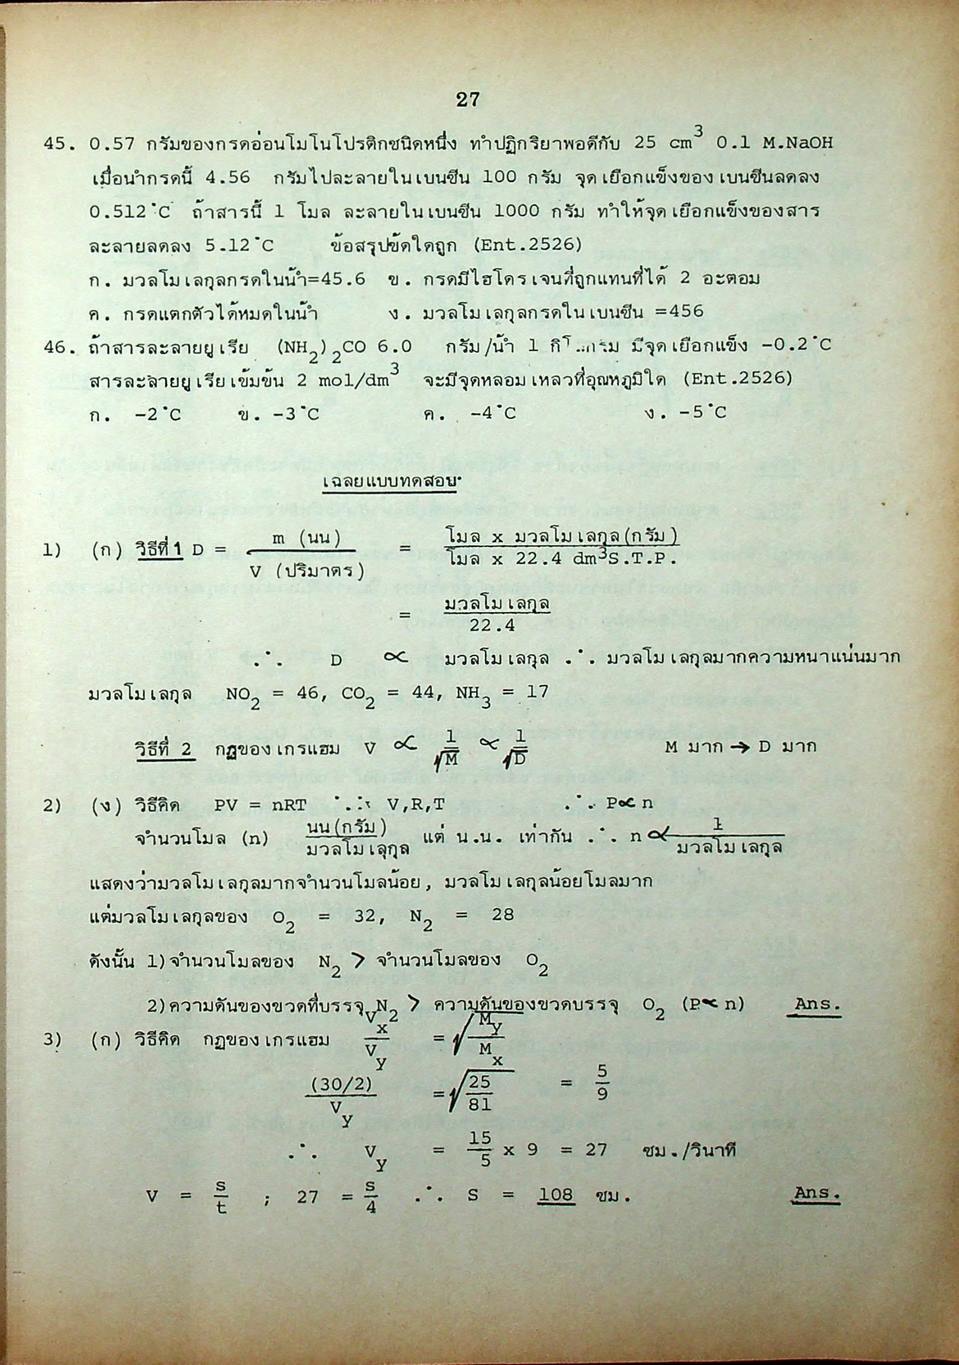 27
45. 0.57 กรัมของกรดอ่อนโมโนโปรติกชนิดหนึ่ง ทำปฏิกริยาพอดีกับ 25 cm³ 0.1 M.NaOH
เมื่อนำกรดนี้ 4.56 กรัมไปละลายในเบนซีน 100 กรัม จุดเยือกแข็งของเบนซีนลดลง
0.512°C ถ้าสารนี้ 1 โมล ละลายในเบนซีน 1000 กรัม ทำให้จุดเยือกแข็งของสาร
ละลายลดลง 5.12°C ข้อสรุปข้อใดถูก (Ent.2526)
ก. มวลโมเลกุลกรดในน้ำ=45.6 ข. กรดมีไฮโดรเจนที่ถูกแทนที่ได้ 2 อะตอม
ค. กรดแตกตัวได้หมดในน้ำ ง. มวลโมเลกุลกรดในเบนซีน =456
46. ถ้าสารละลายยูเรีย (NH₂)₂CO 6.0 กรัม/น้ำ 1 มีจุดเยือกแข็ง -0.2°C
สารละลายยูเรียเข้มข้น 2 mol/dm³ จะมีจุดหลอมเหลวที่อุณหภูมิใด (Ent.2526)
ก. -2°C ข. -3°C ค. -4°C ง. -5°C
เฉลยแบบทดสอบ
1) (ก) วิธีที่1 D = m (นน) / V (ปริมาตร) = โมล x มวลโมเลกุล(กรัม) / โมล x 22.4 dm³S.T.P.
= มวลโมเลกุล / 22.4
∴ D ∝ มวลโมเลกุล ∴ มวลโมเลกุลมากความหนาแน่นมาก
มวลโมเลกุล NO₂ = 46, CO₂ = 44, NH₃ = 17
วิธีที่ 2 กฎของเกรแฮม V ∝ 1/√M ∝ 1/√D M มาก → D มาก
2) (ง) วิธีคิด PV = nRT ∵ V,R,T ∴ P∝ n
จำนวนโมล (n) นน(กรัม) / มวลโมเลกุล แต่ น.น. เท่ากัน ∴ n ∝ 1 / มวลโมเลกุล
แสดงว่ามวลโมเลกุลมากจำนวนโมลน้อย, มวลโมเลกุลน้อยโมลมาก
แต่มวลโมเลกุลของ O₂ = 32, N₂ = 28
ดังนั้น 1)จำนวนโมลของ N₂ > จำนวนโมลของ O₂
2)ความดันของขวดที่บรรจุ N₂ > ความดันของขวดบรรจุ O₂ (P∝ n) Ans.
3) (ก) วิธีคิด กฎของเกรแฮม Vx / Vy = √(My / Mx)
(30/2) / Vy = √(25 / 81) = 5 / 9
∴ Vy = 15 / 5 x 9 = 27 ซม./วินาที
V = s / t ; 27 = s / 4 ∴ S = 108 ซม. Ans.